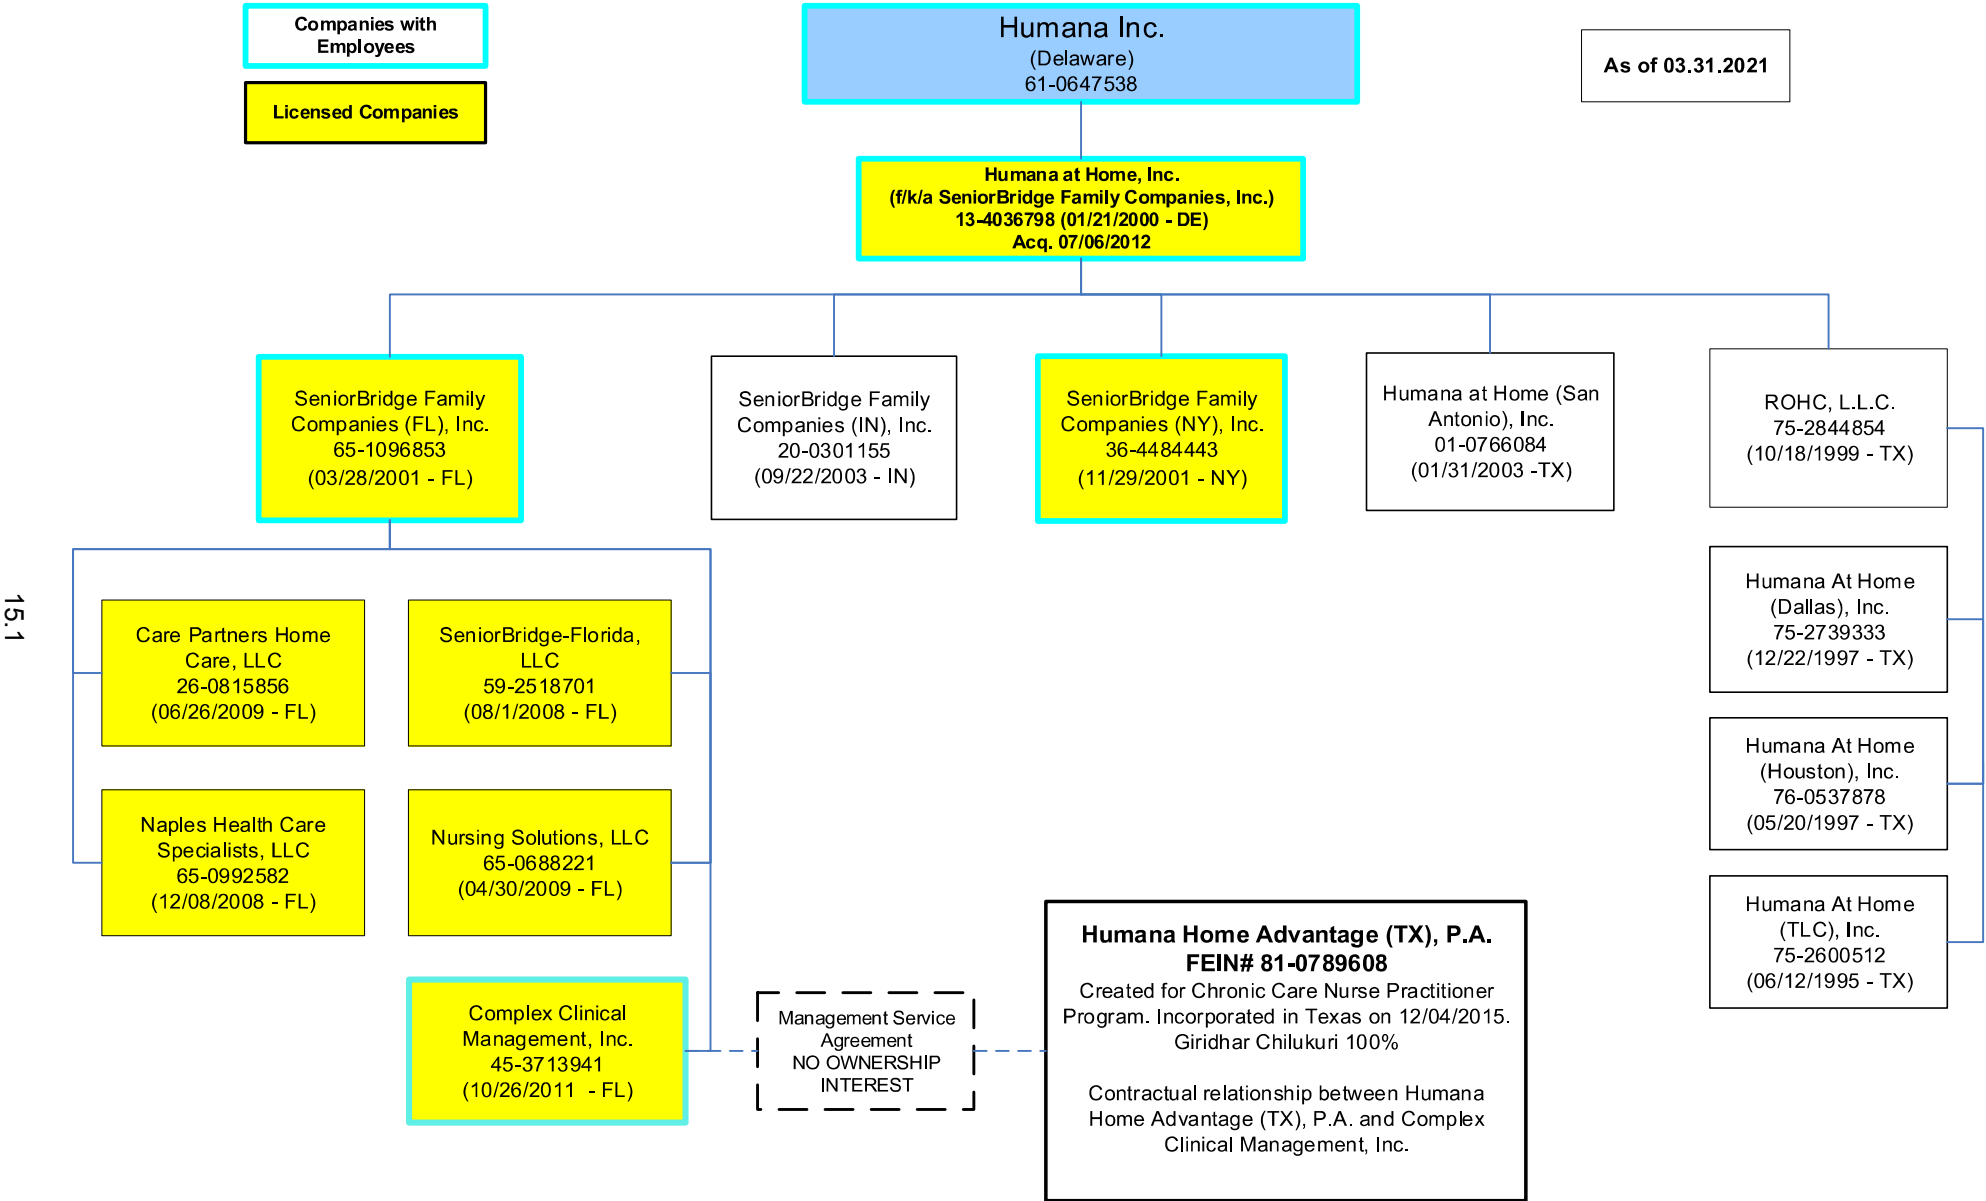 Companies with
Employees
Licensed Companies
Humana Inc.
(Delaware)
61-0647538
As of 03.31.2021
Humana at Home, Inc.
(f/k/a SeniorBridge Family Companies, Inc.)
13-4036798 (01/21/2000 - DE)
Acq. 07/06/2012
SeniorBridge Family
Companies (FL), Inc.
65-1096853
(03/28/2001 - FL)
SeniorBridge Family
Companies (IN), Inc.
20-0301155
(09/22/2003 - IN)
SeniorBridge Family
Companies (NY), Inc.
36-4484443
(11/29/2001 - NY)
Humana at Home (San
Antonio), Inc.
01-0766084
(01/31/2003 -TX)
ROHC, L.L.C.
75-2844854
(10/18/1999 - TX)
Care Partners Home
Care, LLC
26-0815856
(06/26/2009 - FL)
SeniorBridge-Florida,
LLC
59-2518701
(08/1/2008 - FL)
Humana At Home
(Dallas), Inc.
75-2739333
(12/22/1997 - TX)
Naples Health Care
Specialists, LLC
65-0992582
(12/08/2008 - FL)
Nursing Solutions, LLC
65-0688221
(04/30/2009 - FL)
Humana At Home
(Houston), Inc.
76-0537878
(05/20/1997 - TX)
Humana At Home
(TLC), Inc.
75-2600512
(06/12/1995 - TX)
Complex Clinical
Management, Inc.
45-3713941
(10/26/2011  - FL)
Management Service
Agreement
NO OWNERSHIP
INTEREST
Humana Home Advantage (TX), P.A.
FEIN# 81-0789608
Created for Chronic Care Nurse Practitioner
Program. Incorporated in Texas on 12/04/2015.
Giridhar Chilukuri 100%
Contractual relationship between Humana
Home Advantage (TX), P.A. and Complex
Clinical Management, Inc.
15.1